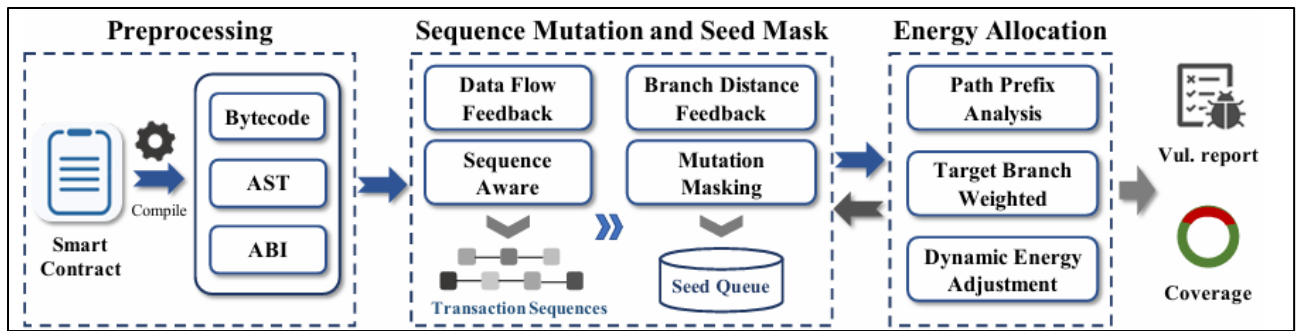 Preprocessing
Smart
Contract
Compile
Bytecode
AST
ABI
Sequence Mutation and Seed Mask
Data Flow
Feedback
Sequence
Aware
Transaction Sequences
Branch Distance
Feedback
Mutation
Masking
Seed Queue
Energy Allocation
Path Prefix
Analysis
Target Branch
Weighted
Dynamic Energy
Adjustment
Vul. report
Coverage